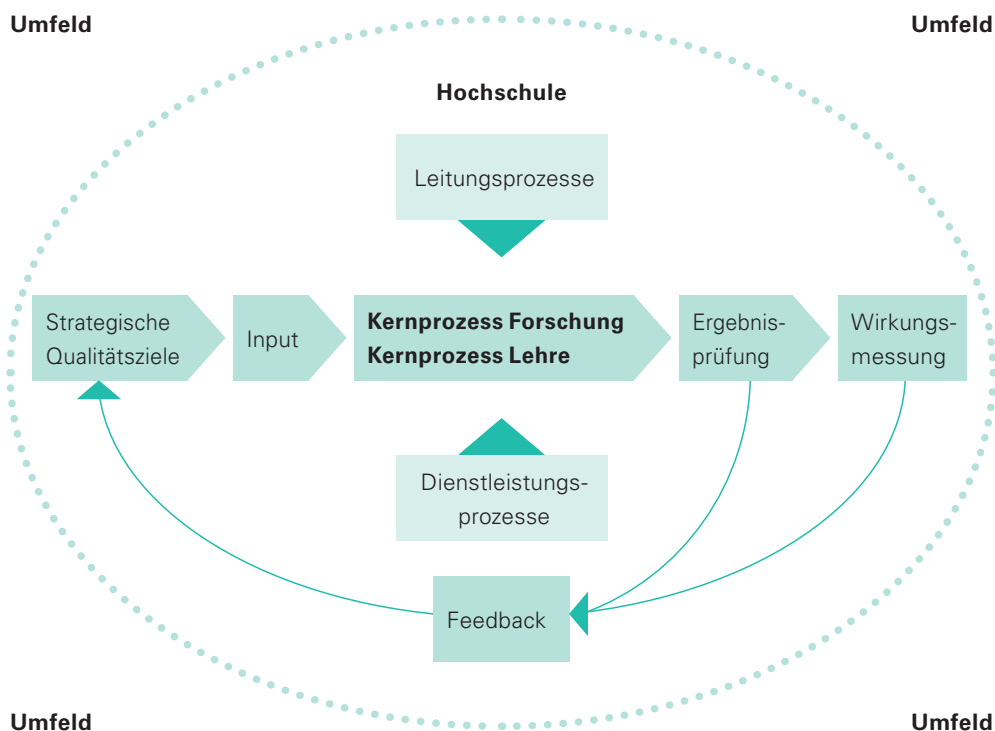 Umfeld
Umfeld
Hochschule
Leitungsprozesse
Strategische
Qualitätsziele
Input
Kernprozess Forschung
Kernprozess Lehre
Ergebnis-
prüfung
Wirkungs-
messung
Dienstleistungs-
prozesse
Feedback
Umfeld
Umfeld